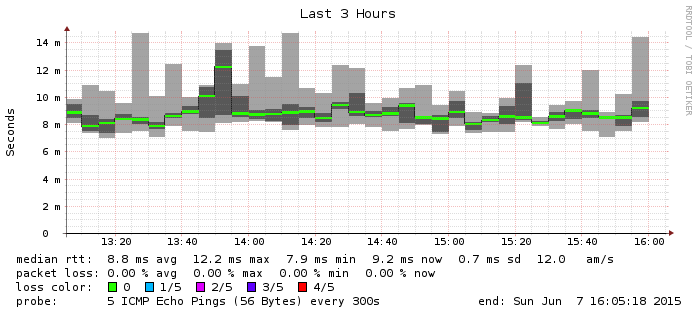 Last 3 Hours
RRDTOOL / TOBI OETIKER
Seconds
14 m
12 m
10 m
8 m
6 m
4 m
2 m
0
13:20 13:40 14:00 14:20 14:40 15:00 15:20 15:40 16:00
median rtt: 8.8 ms avg 12.2 ms max 7.9 ms min 9.2 ms now 0.7 ms sd 12.0 am/s
packet loss: 0.00 % avg 0.00 % max 0.00 % min 0.00 % now
loss color: 0 1/5 2/5 3/5 4/5
probe: 5 ICMP Echo Pings (56 Bytes) every 300s end: Sun Jun 7 16:05:18 2015